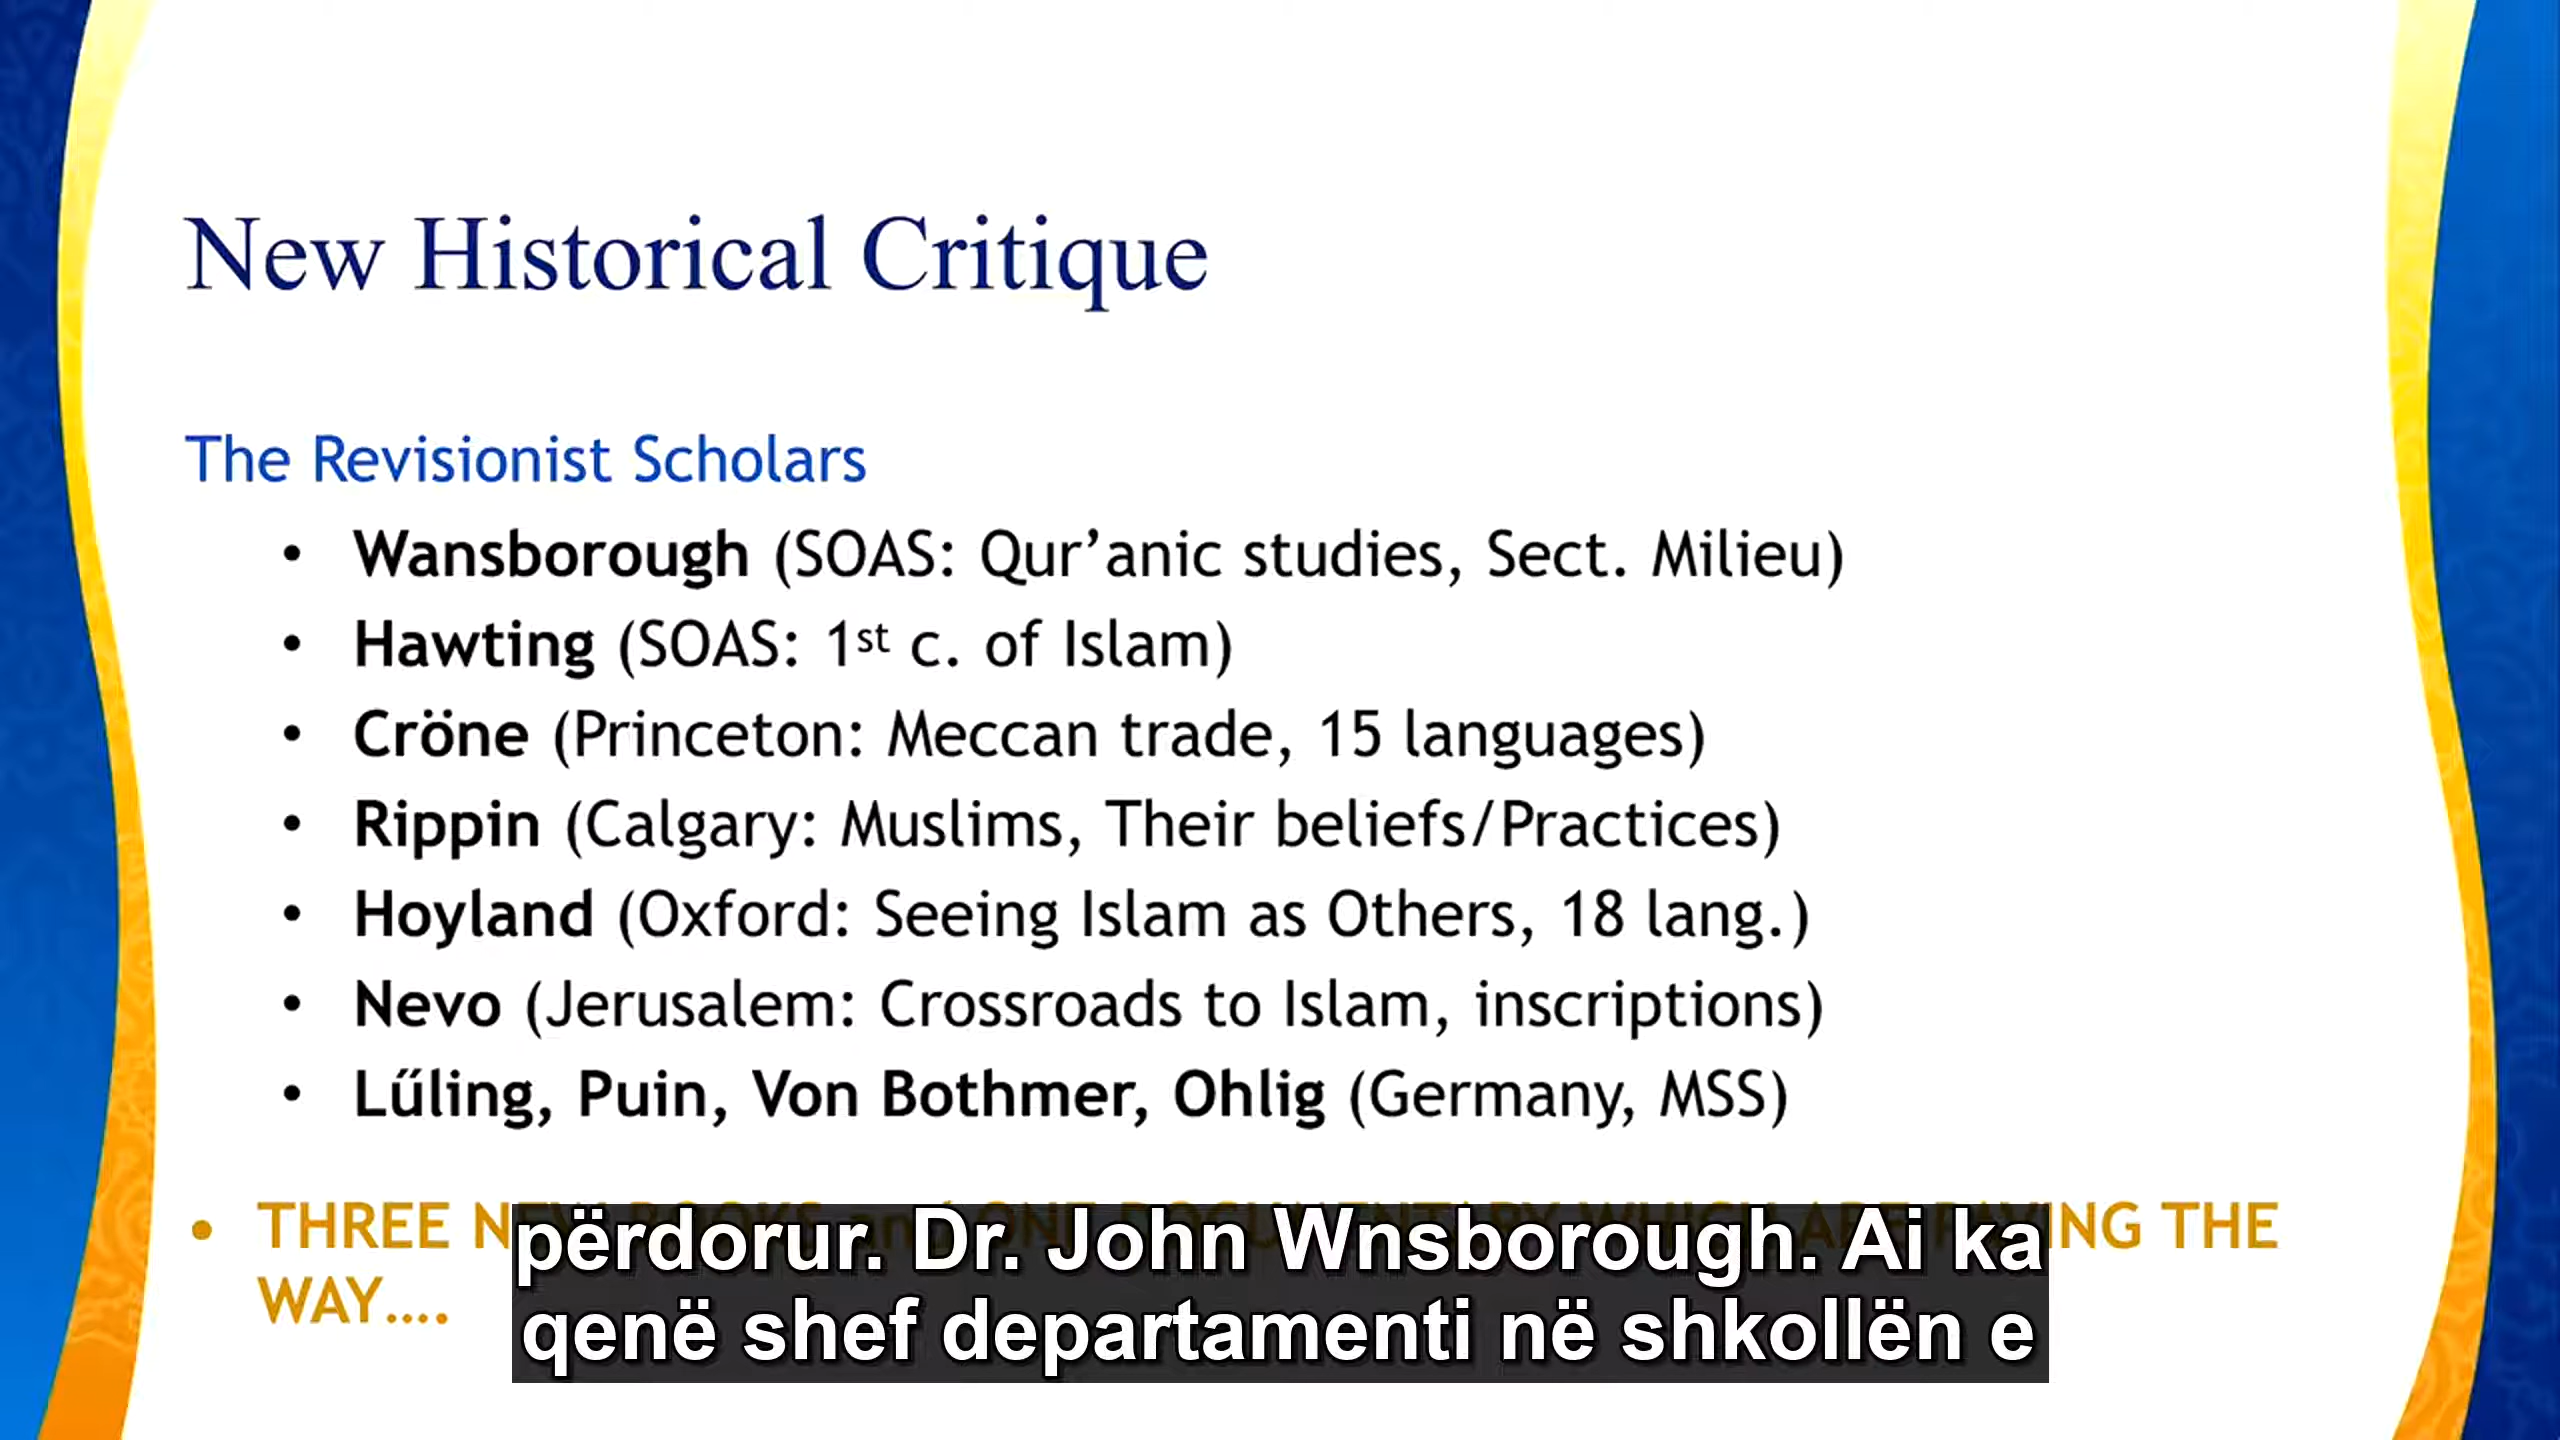 New Historical Critique
The Revisionist Scholars
• Wansborough (SOAS: Qur’anic studies, Sect. Milieu)
• Hawting (SOAS: 1st c. of Islam)
• Cröne (Princeton: Meccan trade, 15 languages)
• Rippin (Calgary: Muslims, Their beliefs/Practices)
• Hoyland (Oxford: Seeing Islam as Others, 18 lang.)
• Nevo (Jerusalem: Crossroads to Islam, inscriptions)
• Lűling, Puin, Von Bothmer, Ohlig (Germany, MSS)
• THREE NEW BOOKS and ONE DOCUMENTARY WHICH ARE PAVING THE
WAY....
përdorur. Dr. John Wnsborough. Ai ka
qenë shef departamenti në shkollën e